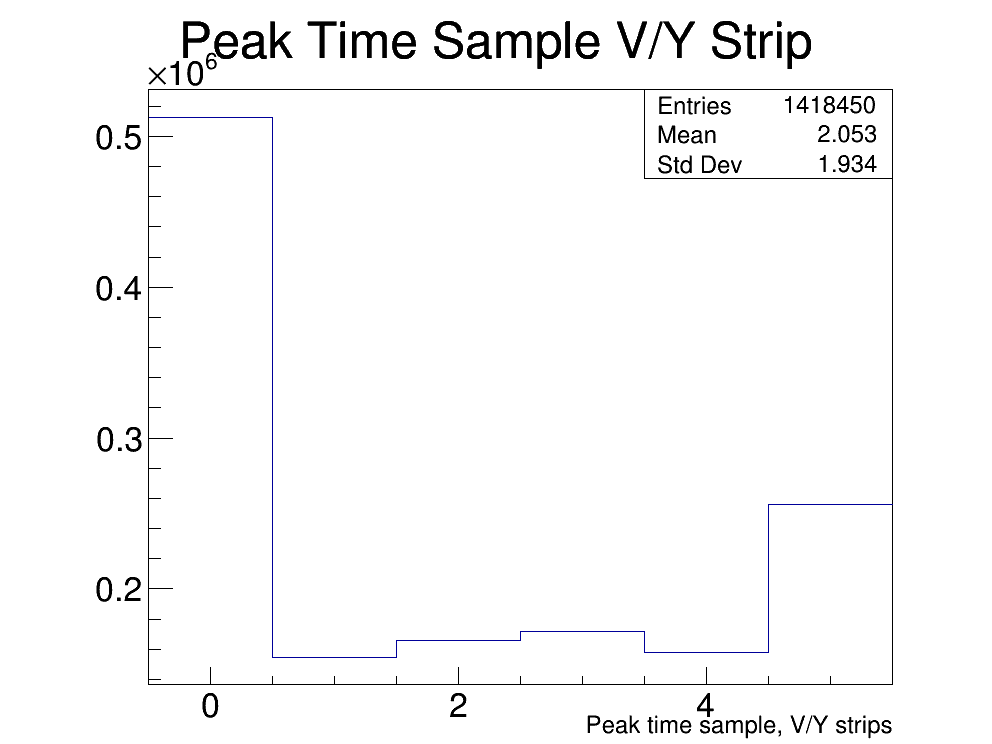 Peak Time Sample V/Y Strip
×10⁶
Entries 1418450
Mean 2.053
Std Dev 1.934
0.5
0.4
0.3
0.2
0 2 4
Peak time sample, V/Y strips